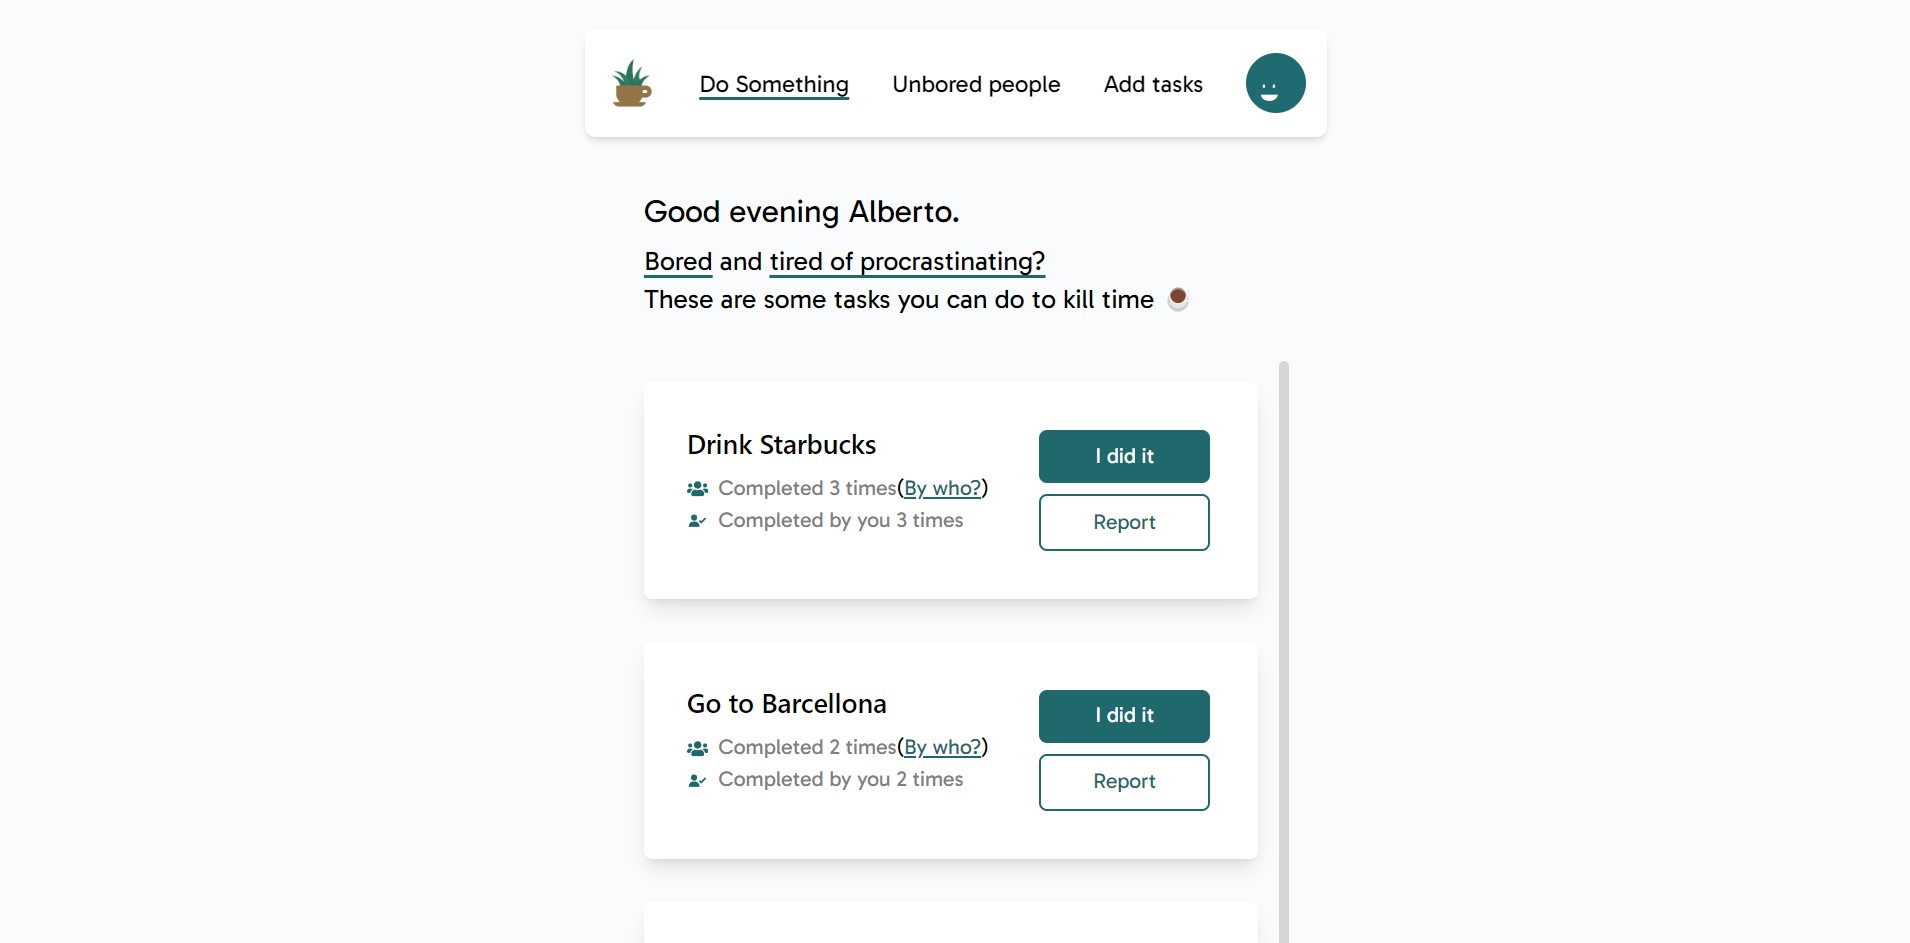 Do Something Unbored people Add tasks
Good evening Alberto.
Bored and tired of procrastinating?
These are some tasks you can do to kill time
Drink Starbucks
Completed 3 times(By who?)
Completed by you 3 times
I did it
Report
Go to Barcellona
Completed 2 times(By who?)
Completed by you 2 times
I did it
Report